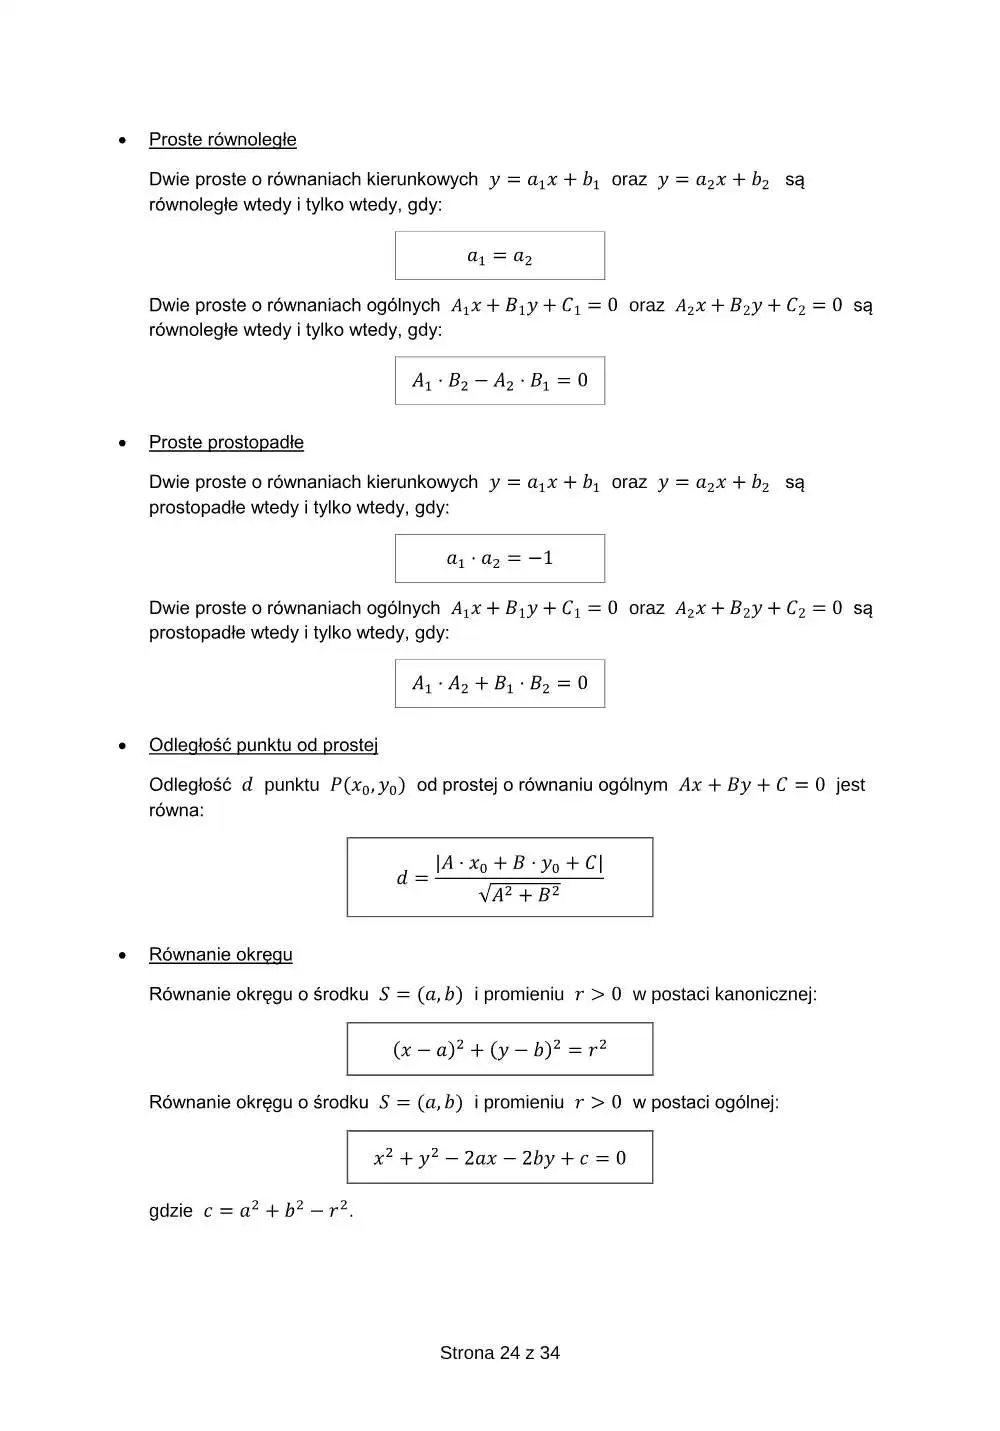 • Proste równoległe
Dwie proste o równaniach kierunkowych y = a₁x + b₁ oraz y = a₂x + b₂ są
równoległe wtedy i tylko wtedy, gdy:
a₁ = a₂
Dwie proste o równaniach ogólnych A₁x + B₁y + C₁ = 0 oraz A₂x + B₂y + C₂ = 0 są
równoległe wtedy i tylko wtedy, gdy:
A₁ · B₂ − A₂ · B₁ = 0
• Proste prostopadłe
Dwie proste o równaniach kierunkowych y = a₁x + b₁ oraz y = a₂x + b₂ są
prostopadłe wtedy i tylko wtedy, gdy:
a₁ · a₂ = −1
Dwie proste o równaniach ogólnych A₁x + B₁y + C₁ = 0 oraz A₂x + B₂y + C₂ = 0 są
prostopadłe wtedy i tylko wtedy, gdy:
A₁ · A₂ + B₁ · B₂ = 0
• Odległość punktu od prostej
Odległość d punktu P(x₀, y₀) od prostej o równaniu ogólnym Ax + By + C = 0 jest
równa:
d = |A · x₀ + B · y₀ + C| / √(A² + B²)
• Równanie okręgu
Równanie okręgu o środku S = (a, b) i promieniu r > 0 w postaci kanonicznej:
(x − a)² + (y − b)² = r²
Równanie okręgu o środku S = (a, b) i promieniu r > 0 w postaci ogólnej:
x² + y² − 2ax − 2by + c = 0
gdzie c = a² + b² − r².
Strona 24 z 34